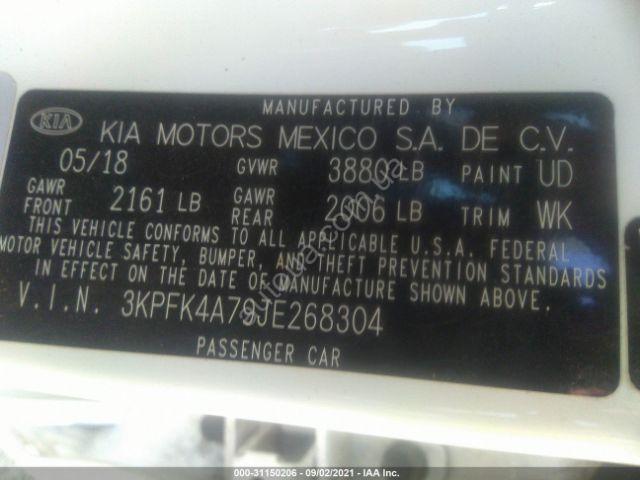 MANUFACTURED BY
KIA KIA MOTORS MEXICO S.A. DE C.V.
05/18 GVWR 3880 LB PAINT UD
GAWR FRONT 2161 LB GAWR REAR 2006 LB TRIM WK
THIS VEHICLE CONFORMS TO ALL APPLICABLE U.S.A. FEDERAL
MOTOR VEHICLE SAFETY, BUMPER, AND THEFT PREVENTION STANDARDS
IN EFFECT ON THE DATE OF MANUFACTURE SHOWN ABOVE.
V.I.N. 3KPFK4A79JE268304
PASSENGER CAR
000-31150206 - 09/02/2021 - IAA Inc.